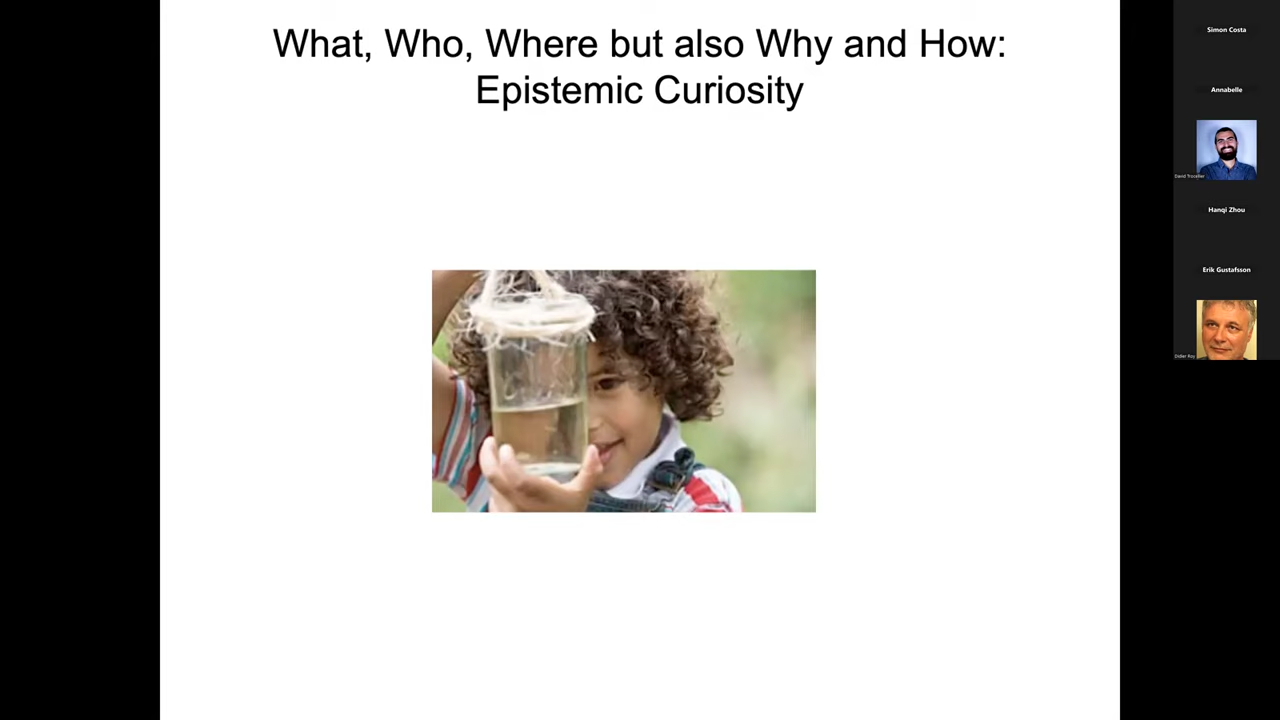 What, Who, Where but also Why and How:
Epistemic Curiosity
Simon Costa
Annabelle
David Trocellier
Hanqi Zhou
Erik Gustafsson
Didier Roy